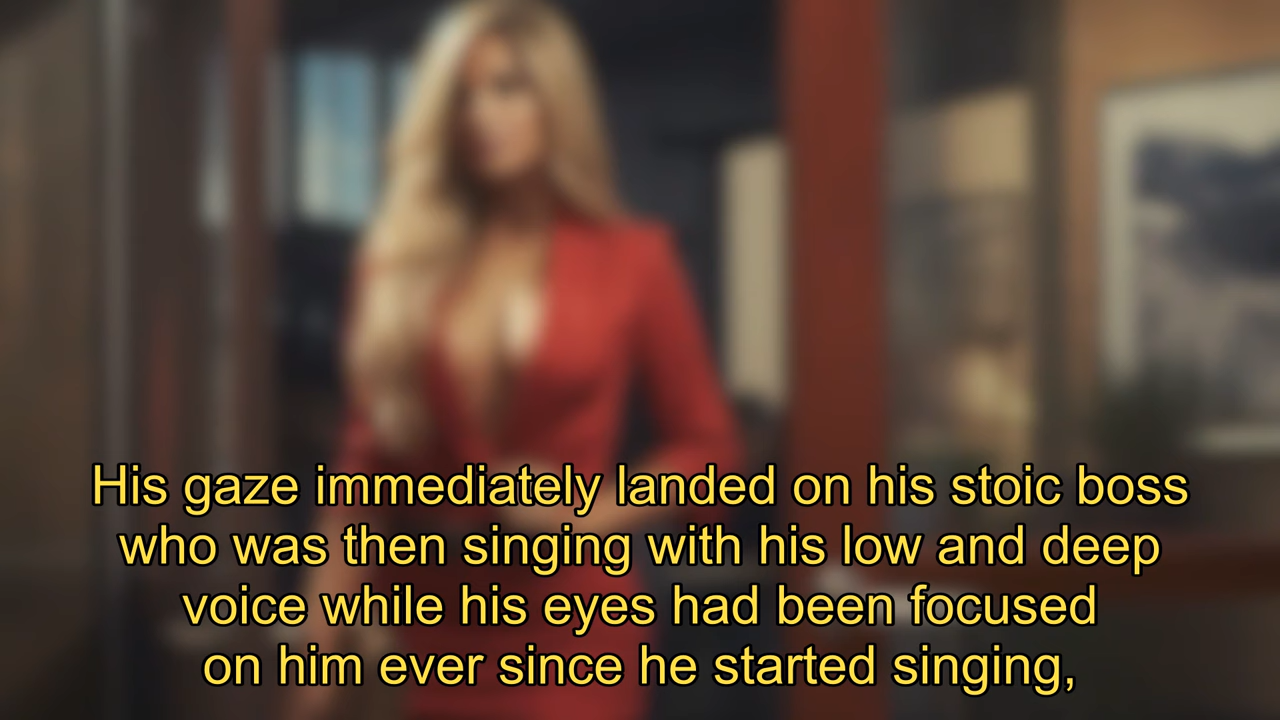 His gaze immediately landed on his stoic boss
who was then singing with his low and deep
voice while his eyes had been focused
on him ever since he started singing,